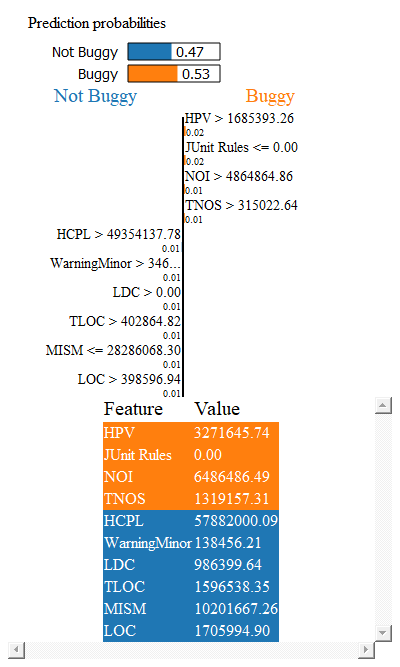 Prediction probabilities
Not Buggy 0.47
Buggy 0.53
Not Buggy Buggy
HPV > 1685393.26
0.02
JUnit Rules <= 0.00
0.02
NOI > 4864864.86
0.01
TNOS > 315022.64
0.01
HCPL > 49354137.78
0.01
WarningMinor > 346...
0.01
LDC > 0.00
0.01
TLOC > 402864.82
0.01
MISM <= 28286068.30
0.01
LOC > 398596.94
0.01
Feature Value
HPV 3271645.74
JUnit Rules 0.00
NOI 6486486.49
TNOS 1319157.31
HCPL 57882000.09
WarningMinor 138456.21
LDC 986399.64
TLOC 1596538.35
MISM 10201667.26
LOC 1705994.90